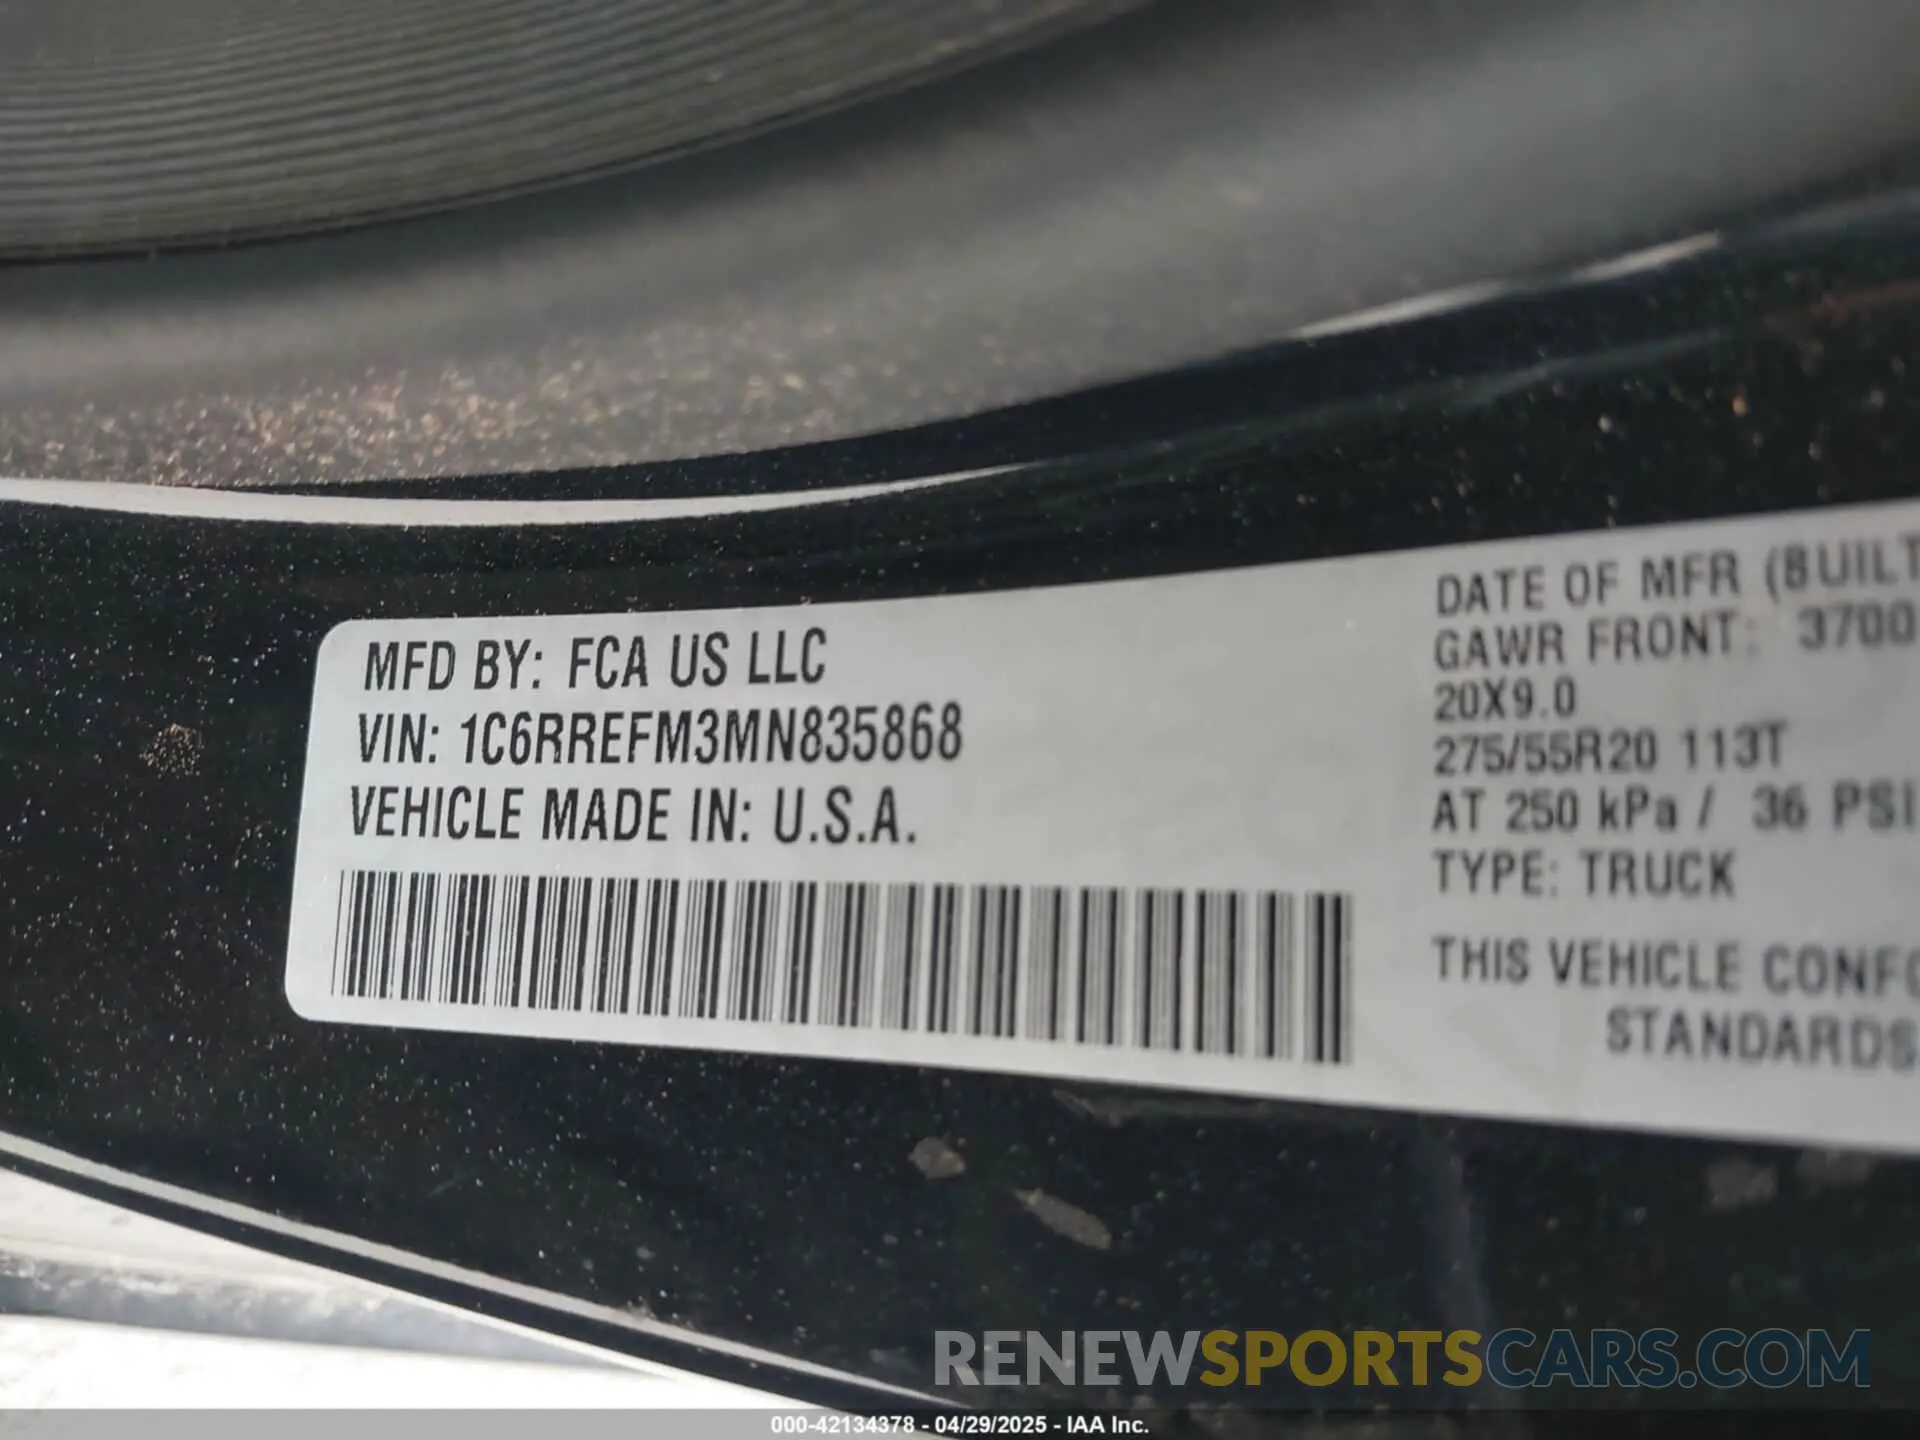 MFD BY: FCA US LLC
VIN: 1C6RREFM3MN835868
VEHICLE MADE IN: U.S.A.
DATE OF MFR (BUILT
GAWR FRONT: 3700
20X9.0
275/55R20 113T
AT 250 kPa / 36 PSI
TYPE: TRUCK
THIS VEHICLE CONFO
STANDARDS
RENEWSPORTSCARS.COM
000-42134378 - 04/29/2025 - IAA Inc.